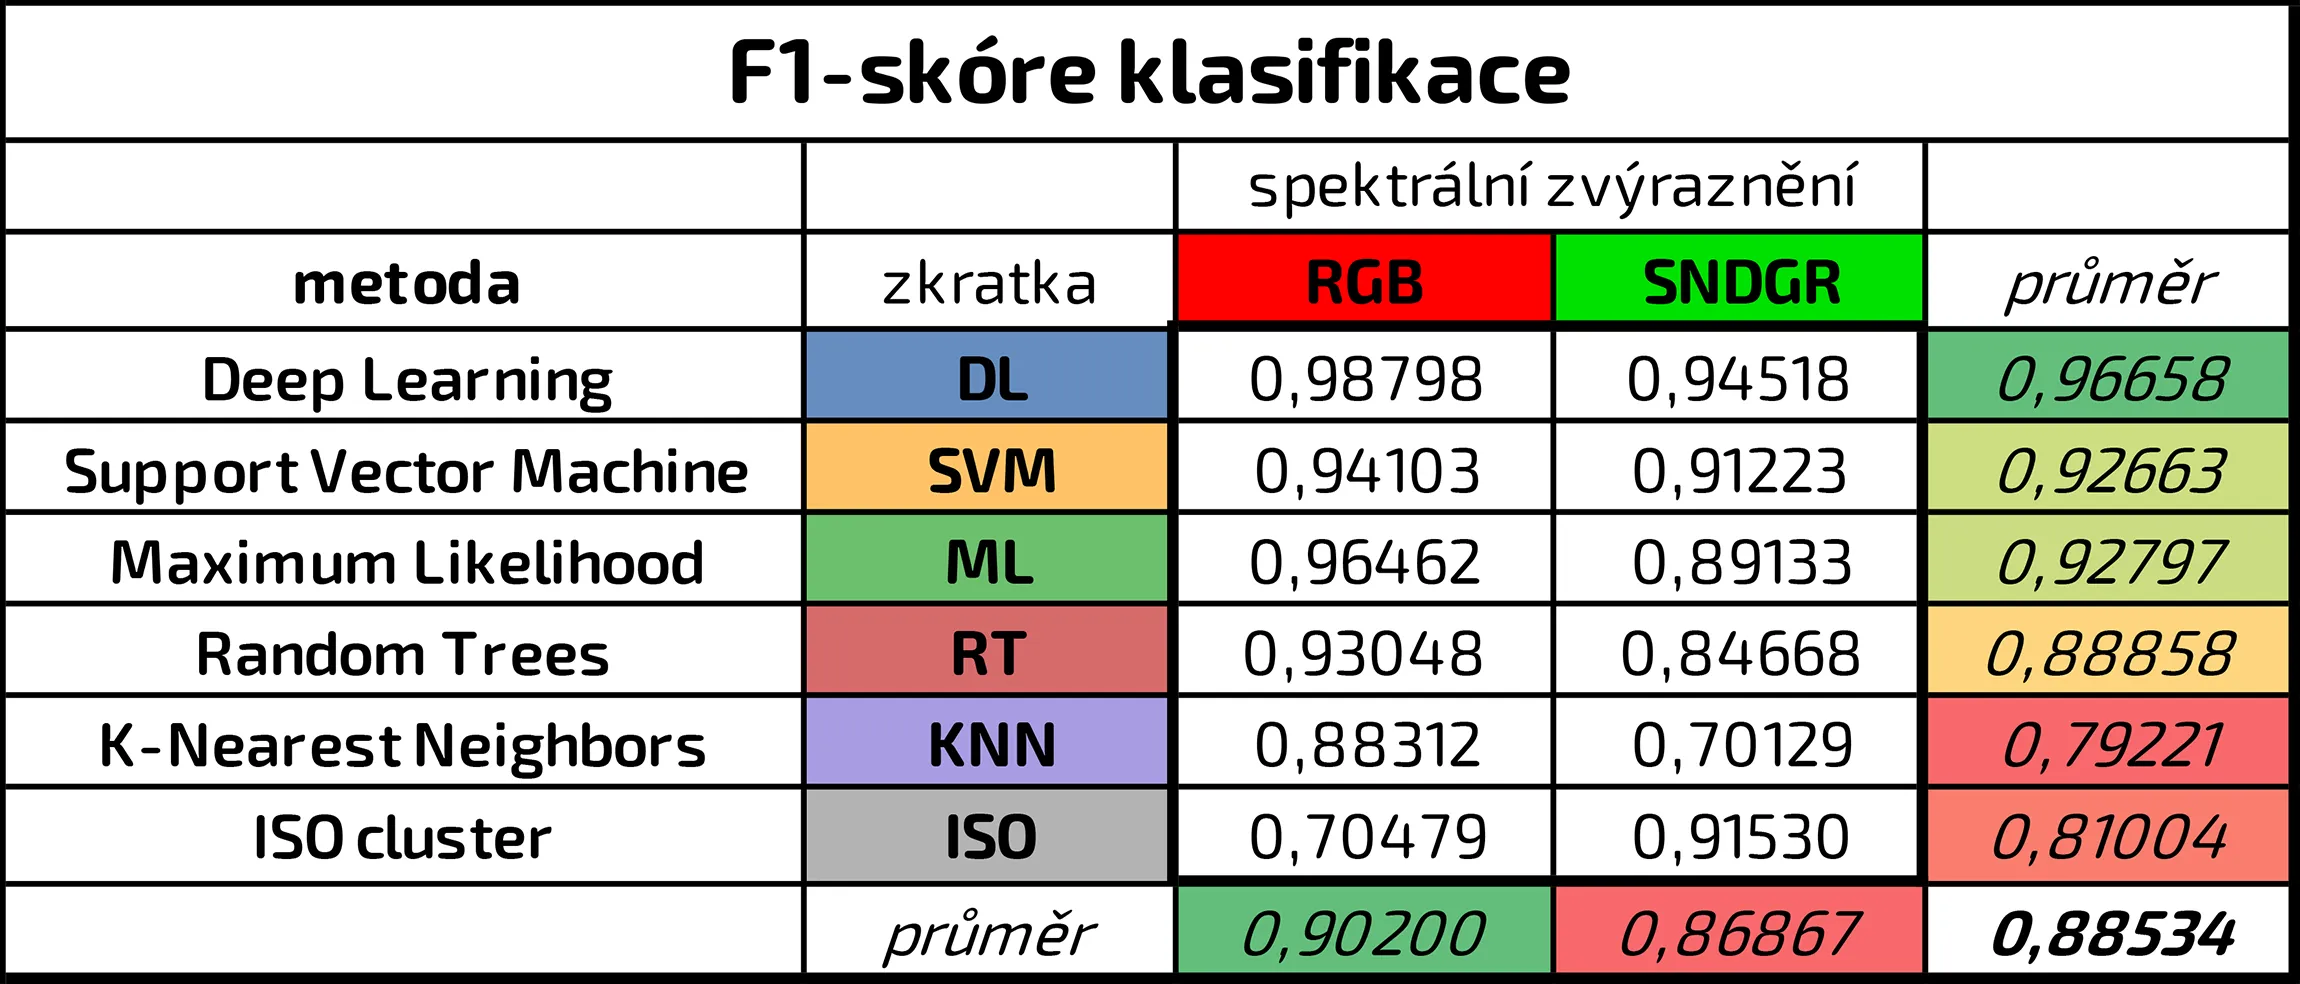 F1-skóre klasifikace
spektrální zvýraznění
metoda zkratka RGB SNDGR průměr
Deep Learning DL 0,98798 0,94518 0,96658
Support Vector Machine SVM 0,94103 0,91223 0,92663
Maximum Likelihood ML 0,96462 0,89133 0,92797
Random Trees RT 0,93048 0,84668 0,88858
K-Nearest Neighbors KNN 0,88312 0,70129 0,79221
ISO cluster ISO 0,70479 0,91530 0,81004
průměr 0,90200 0,86867 0,88534